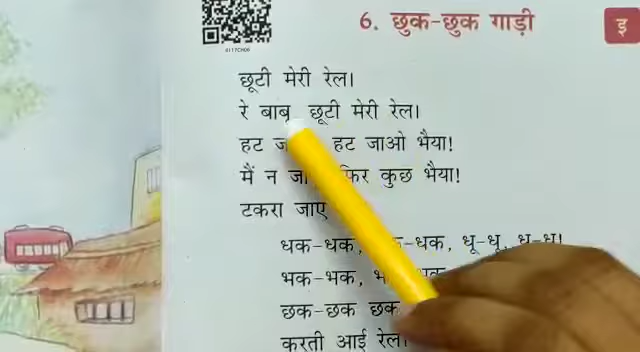 6. छुक-छुक गाड़ी
इ
छूटी मेरी रेल।
रे बाबू छूटी मेरी रेल।
हट हट जाओ भैया!
मैं न फिर कुछ भैया!
टकरा जाए
धक-धक, धक, धू-धू, धू-धू!
भक-भक,
छक-छक छक
करती आई रेल।